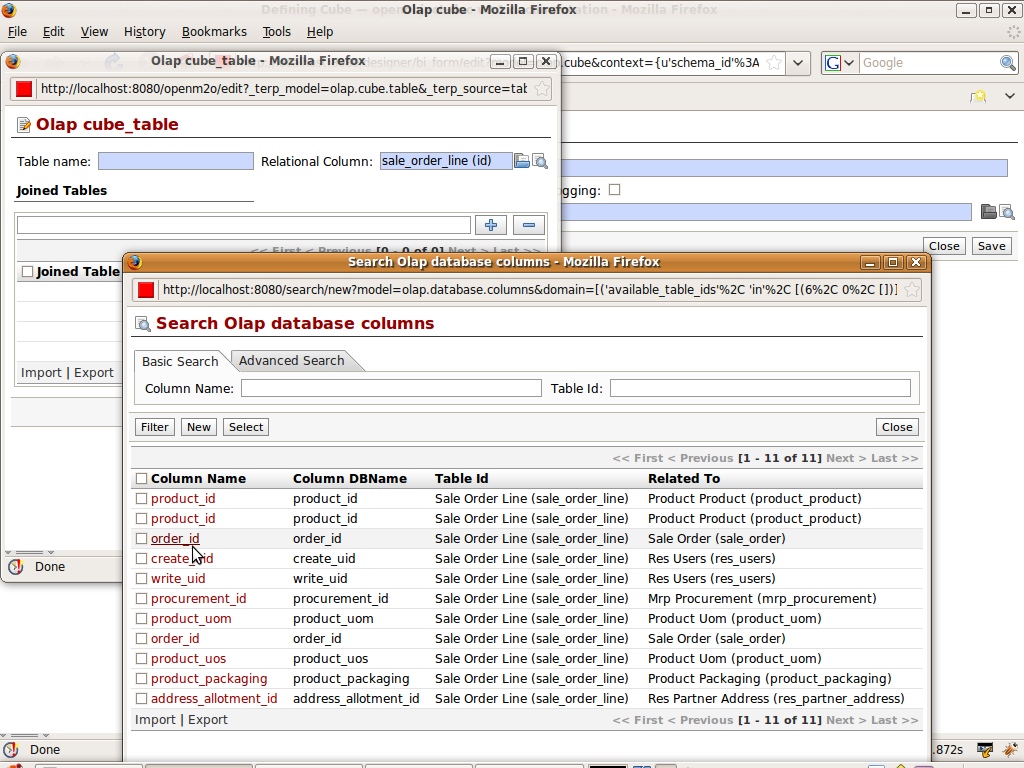 Defining Cube — open
Olap cube - Mozilla Firefox
ation - Mozilla Firefox
File Edit View History Bookmarks Tools Help
Olap cube_table - Mozilla Firefox
.cube&context={u'schema_id'%3A
Google
http://localhost:8080/openm2o/edit?_terp_model=olap.cube.table&_terp_source=tab
Olap cube_table
Table name:
Relational Column: sale_order_line (id)
gging:
Joined Tables
<< First < Previous [0 - 0 of 0] Next > Last >>
Close Save
Joined Table
Import | Export
Done
Search Olap database columns - Mozilla Firefox
http://localhost:8080/search/new?model=olap.database.columns&domain=[('available_table_ids'%2C 'in'%2C [(6%2C 0%2C [])]
Search Olap database columns
Basic Search Advanced Search
Column Name: Table Id:
Filter New Select Close
<< First < Previous [1 - 11 of 11] Next > Last >>
Column Name Column DBName Table Id Related To
product_id product_id Sale Order Line (sale_order_line) Product Product (product_product)
product_id product_id Sale Order Line (sale_order_line) Product Product (product_product)
order_id order_id Sale Order Line (sale_order_line) Sale Order (sale_order)
create_uid create_uid Sale Order Line (sale_order_line) Res Users (res_users)
write_uid write_uid Sale Order Line (sale_order_line) Res Users (res_users)
procurement_id procurement_id Sale Order Line (sale_order_line) Mrp Procurement (mrp_procurement)
product_uom product_uom Sale Order Line (sale_order_line) Product Uom (product_uom)
order_id order_id Sale Order Line (sale_order_line) Sale Order (sale_order)
product_uos product_uos Sale Order Line (sale_order_line) Product Uom (product_uom)
product_packaging product_packaging Sale Order Line (sale_order_line) Product Packaging (product_packaging)
address_allotment_id address_allotment_id Sale Order Line (sale_order_line) Res Partner Address (res_partner_address)
Import | Export << First < Previous [1 - 11 of 11] Next > Last >>
Done
.872s